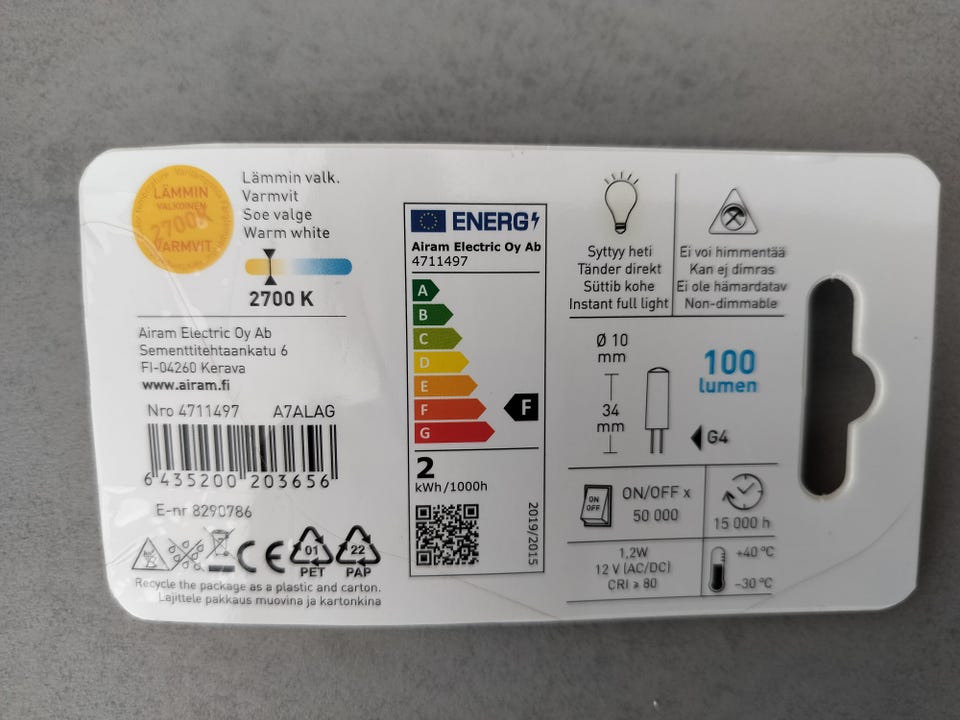 LÄMMIN
VALKOINEN
2700K
VARMVIT
Lämmin valk.
Varmvit
Soe valge
Warm white
2700 K
Airam Electric Oy Ab
Sementtitehtaankatu 6
FI-04260 Kerava
www.airam.fi
Nro 4711497 A7ALAG
6 435200 203656
E-nr 8290786
CE
01
PET
22
PAP
Recycle the package as a plastic and carton.
Lajittele pakkaus muovina ja kartonkina
ENERG
Airam Electric Oy Ab
4711497
A
B
C
D
E
F
G
F
2
kWh/1000h
2019/2015
Syttyy heti
Tänder direkt
Süttib kohe
Instant full light
Ei voi himmentää
Kan ej dimras
Ei ole hämardatav
Non-dimmable
Ø 10
mm
34
mm
100
lumen
G4
ON
OFF
ON/OFF x
50 000
15 000 h
1,2W
12 V (AC/DC)
CRI ≥ 80
+40 °C
-30 °C